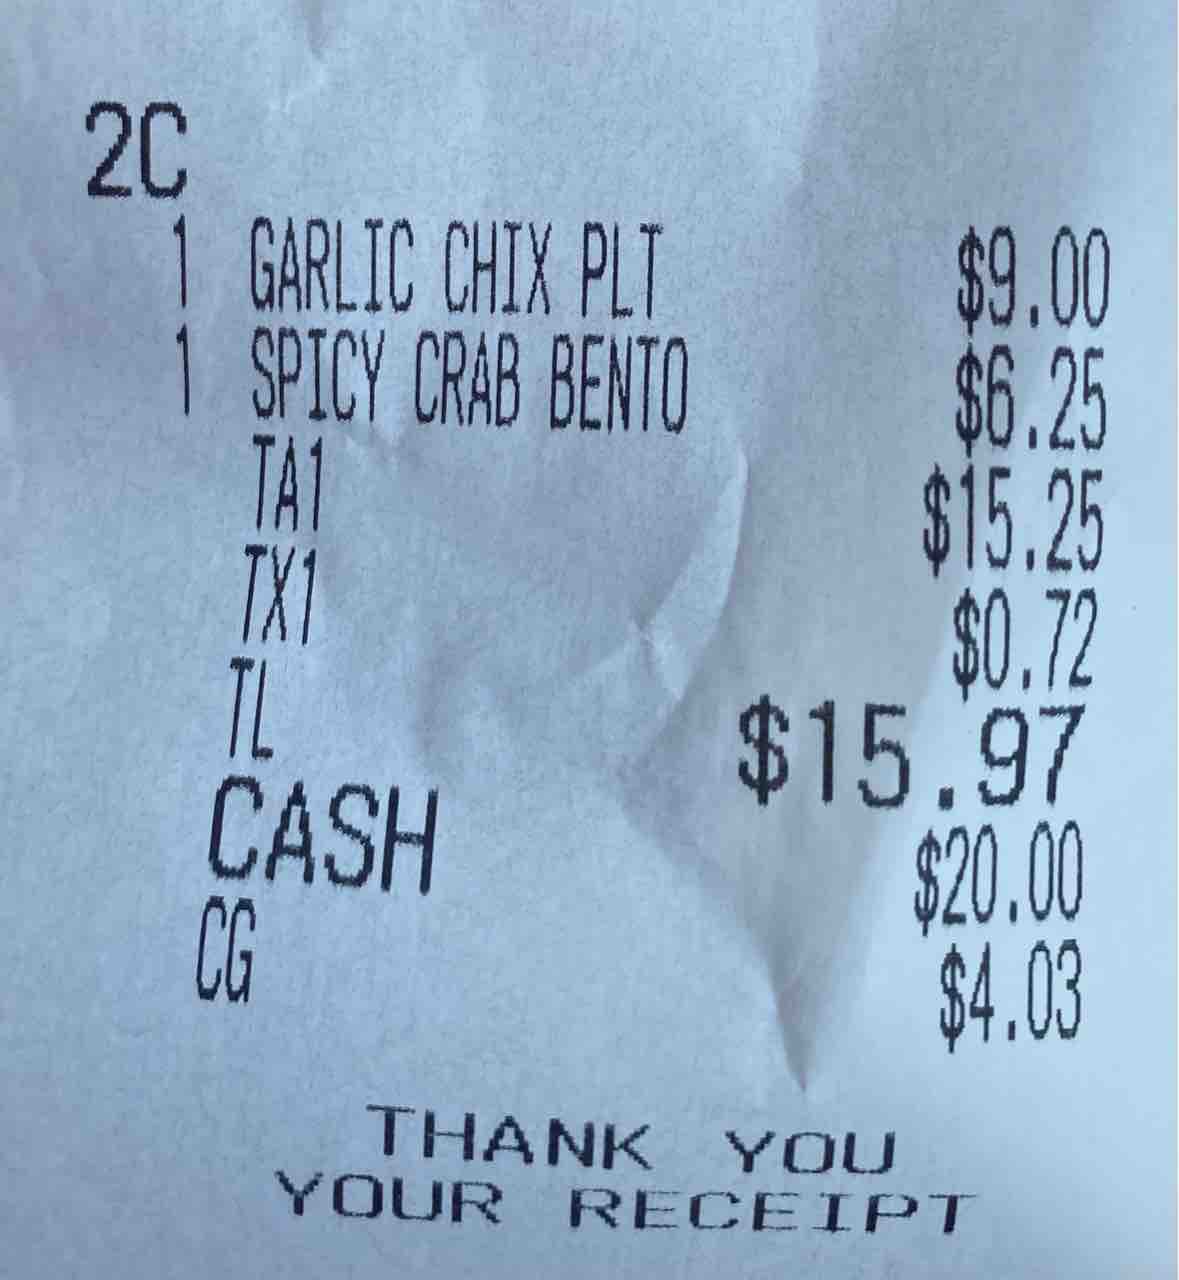 2C
1 GARLIC CHIX PLT $9.00
1 SPICY CRAB BENTO $6.25
TA1 $15.25
TX1 $0.72
TL $15.97
CASH $20.00
CG $4.03
THANK YOU
YOUR RECEIPT